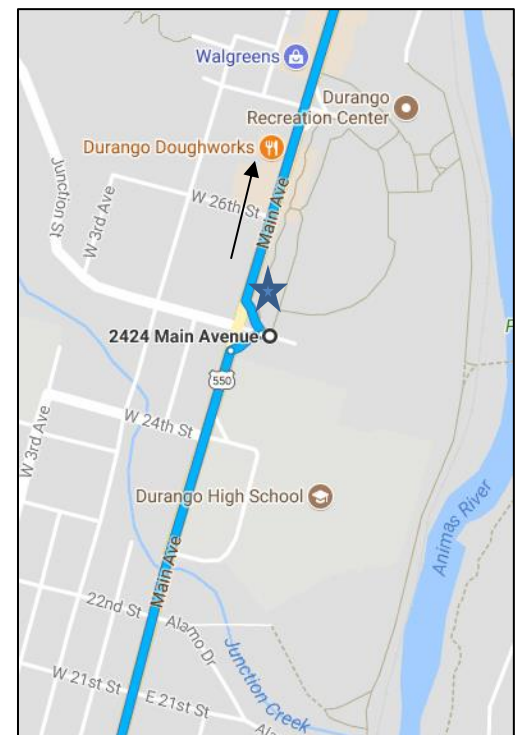 Walgreens
Durango
Recreation Center
Durango Doughworks
Junction St
W 3rd Ave
W 26th St
Main Ave
2424 Main Avenue
550
W 3rd Ave
W 24th St
Durango High School
Animas River
Main Ave
22nd St
Alamo Dr
Junction Creek
W 21st St
E 21st St